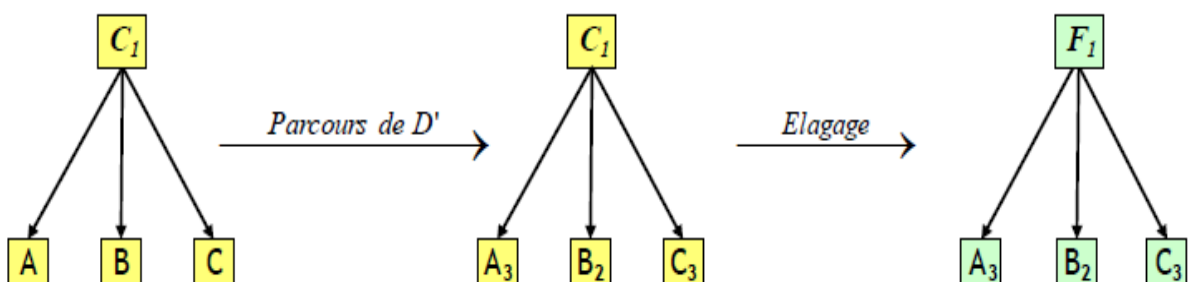 C₁ C₁ F₁
Parcours de D' Elagage
A B C A₃ B₂ C₃ A₃ B₂ C₃